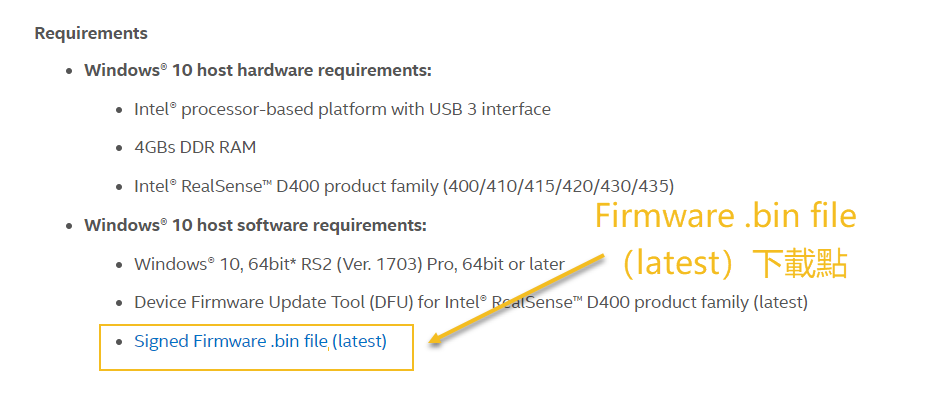 Requirements
• Windows® 10 host hardware requirements:
• Intel® processor-based platform with USB 3 interface
• 4GBs DDR RAM
• Intel® RealSense™ D400 product family (400/410/415/420/430/435)
• Windows® 10 host software requirements:
Firmware .bin file
（latest）下載點
• Windows® 10, 64bit* RS2 (Ver. 1703) Pro, 64bit or later
• Device Firmware Update Tool (DFU) for Intel® RealSense™ D400 product family (latest)
• Signed Firmware .bin file (latest)